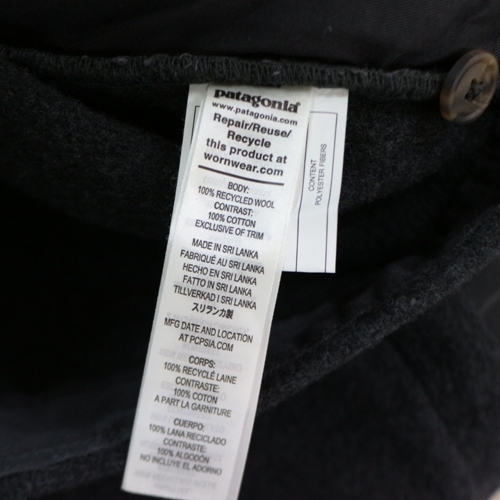 patagonia
www.patagonia.com
Repair/Reuse/
Recycle
this product at
wornwear.com
BODY:
100% RECYCLED WOOL
CONTRAST:
100% COTTON
EXCLUSIVE OF TRIM
MADE IN SRI LANKA
FABRIQUÉ AU SRI LANKA
HECHO EN SRI LANKA
FATTO IN SRI LANKA
TILLVERKAD I SRI LANKA
スリランカ製
MFG DATE AND LOCATION
AT PCPSIA.COM
CORPS:
100% RECYCLÉ LAINE
CONTRASTE:
100% COTON
A PART LA GARNITURE
CUERPO:
100% LANA RECICLADO
CONTRASTE:
100% ALGODÓN
NO INCLUYE EL ADORNO
CONTENT
POLYESTER FIBERS